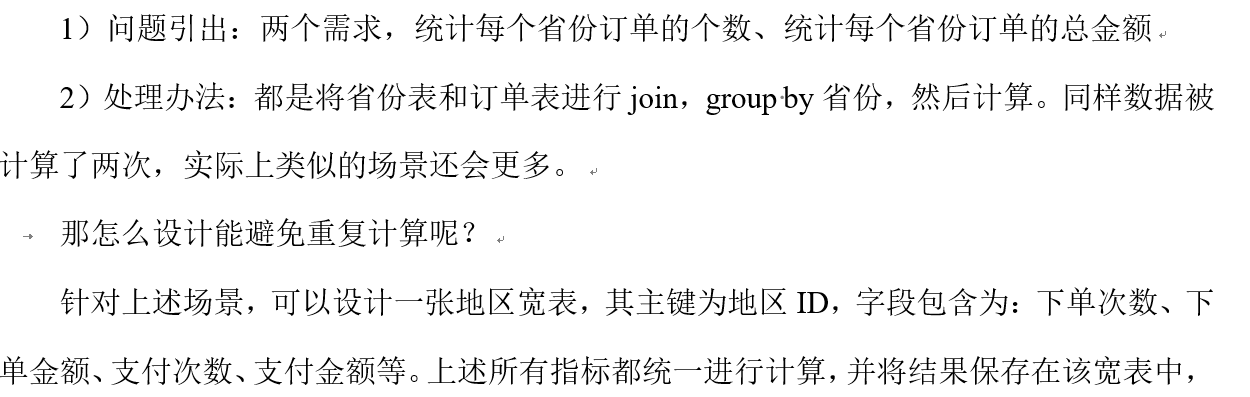 1）问题引出：两个需求，统计每个省份订单的个数、统计每个省份订单的总金额
2）处理办法：都是将省份表和订单表进行 join，group by 省份，然后计算。同样数据被
计算了两次，实际上类似的场景还会更多。
那怎么设计能避免重复计算呢？
针对上述场景，可以设计一张地区宽表，其主键为地区 ID，字段包含为：下单次数、下
单金额、支付次数、支付金额等。上述所有指标都统一进行计算，并将结果保存在该宽表中，